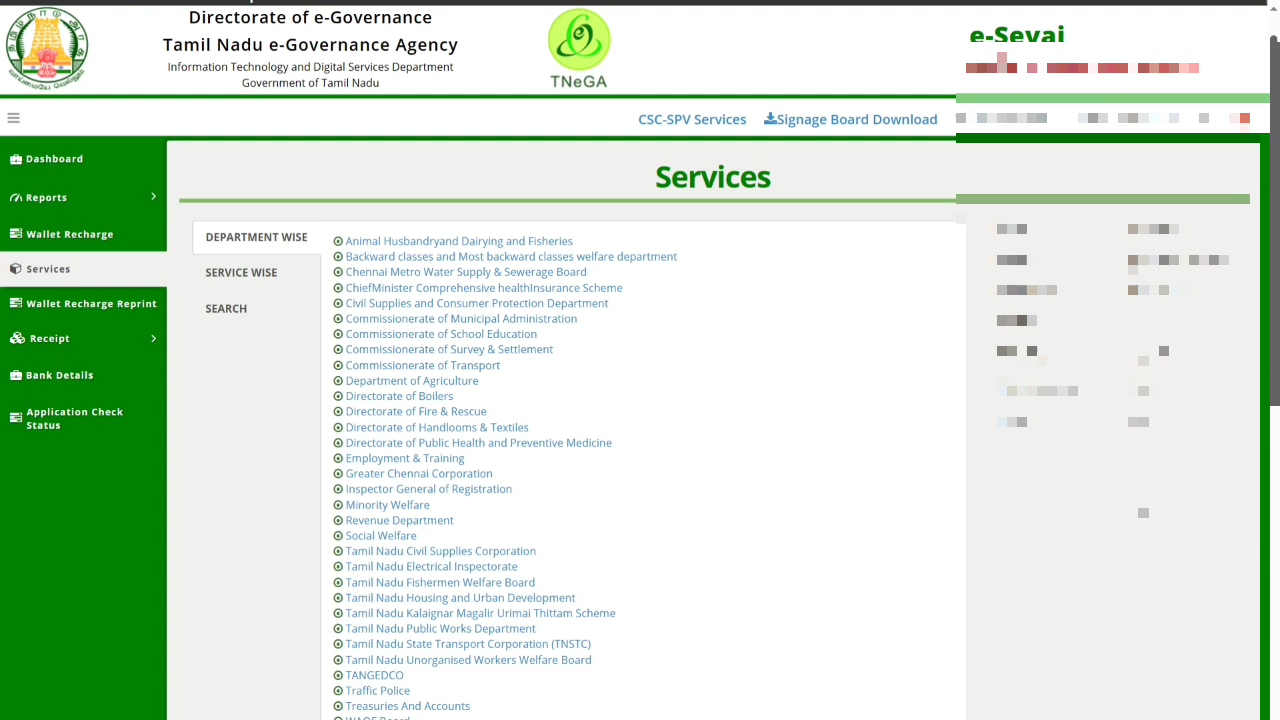 Directorate of e-Governance
Tamil Nadu e-Governance Agency
Information Technology and Digital Services Department
Government of Tamil Nadu
TNeGA
e-Sevai
CSC-SPV Services
Signage Board Download
Dashboard
Reports
Wallet Recharge
Services
Wallet Recharge Reprint
Receipt
Bank Details
Application Check
Status
Services
DEPARTMENT WISE
SERVICE WISE
SEARCH
Animal Husbandryand Dairying and Fisheries
Backward classes and Most backward classes welfare department
Chennai Metro Water Supply & Sewerage Board
ChiefMinister Comprehensive healthInsurance Scheme
Civil Supplies and Consumer Protection Department
Commissionerate of Municipal Administration
Commissionerate of School Education
Commissionerate of Survey & Settlement
Commissionerate of Transport
Department of Agriculture
Directorate of Boilers
Directorate of Fire & Rescue
Directorate of Handlooms & Textiles
Directorate of Public Health and Preventive Medicine
Employment & Training
Greater Chennai Corporation
Inspector General of Registration
Minority Welfare
Revenue Department
Social Welfare
Tamil Nadu Civil Supplies Corporation
Tamil Nadu Electrical Inspectorate
Tamil Nadu Fishermen Welfare Board
Tamil Nadu Housing and Urban Development
Tamil Nadu Kalaignar Magalir Urimai Thittam Scheme
Tamil Nadu Public Works Department
Tamil Nadu State Transport Corporation (TNSTC)
Tamil Nadu Unorganised Workers Welfare Board
TANGEDCO
Traffic Police
Treasuries And Accounts